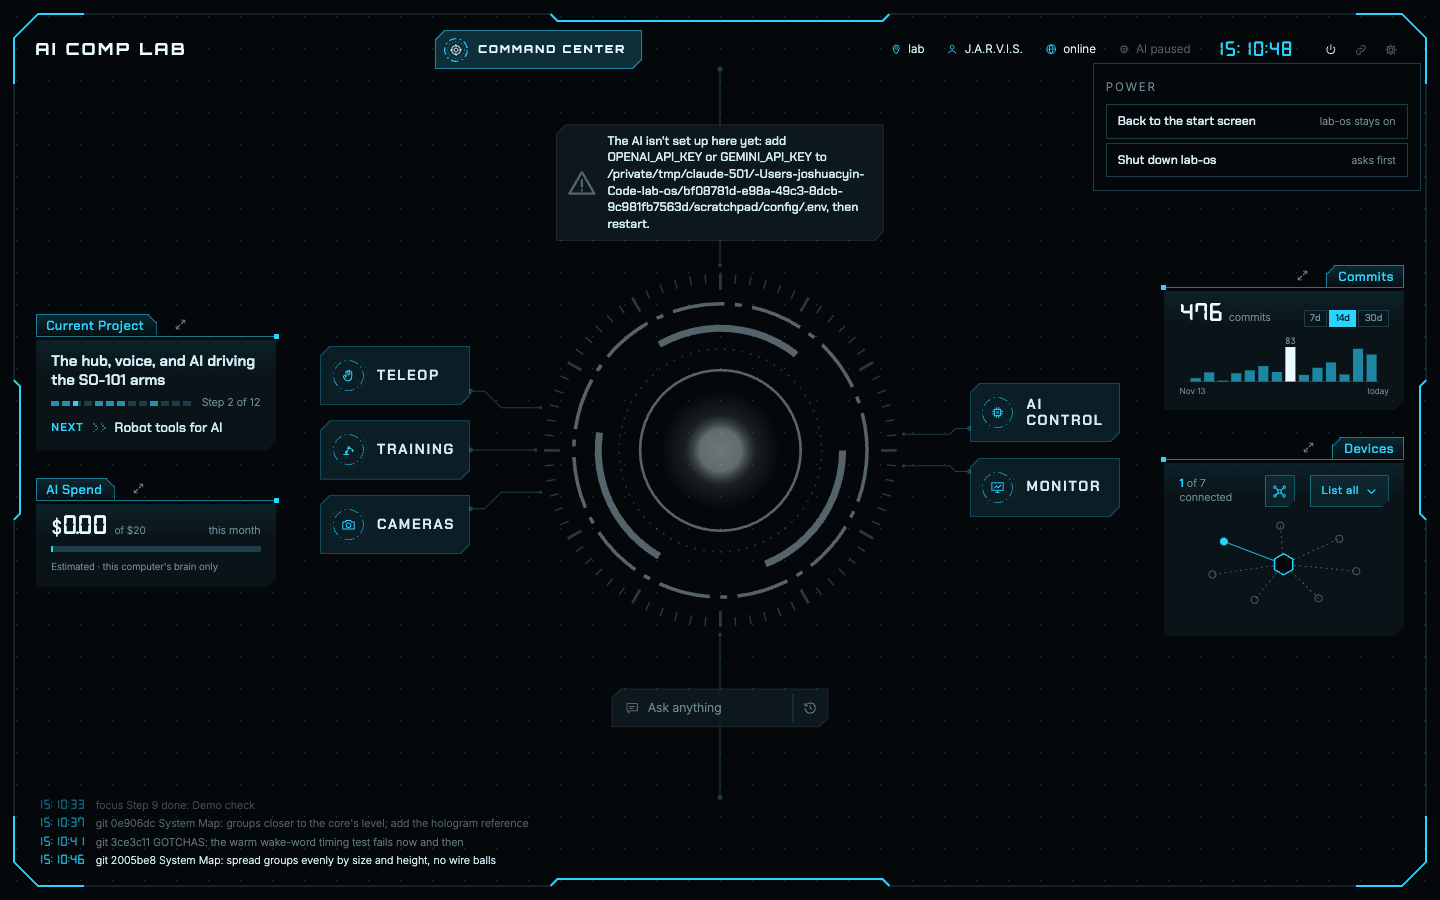 AI COMP LAB
COMMAND CENTER
lab
J.A.R.V.I.S.
online
AI paused
15:10:48
POWER
Back to the start screen
lab-os stays on
Shut down lab-os
asks first
The AI isn't set up here yet: add
OPENAI_API_KEY or GEMINI_API_KEY to
/private/tmp/claude-501/-Users-joshuacyin-
Code-lab-os/bf08781d-e98a-49c3-8dcb-
9c981fb7563d/scratchpad/config/.env, then
restart.
Current Project
The hub, voice, and AI driving
the SO-101 arms
Step 2 of 12
NEXT
Robot tools for AI
AI Spend
$0.00 of $20
this month
Estimated · this computer's brain only
TELEOP
TRAINING
CAMERAS
AI
CONTROL
MONITOR
Commits
476 commits
7d
14d
30d
83
Nov 13
today
Devices
1 of 7
connected
List all
Ask anything
15:10:33 focus Step 9 done: Demo check
15:10:37 git 0e906dc System Map: groups closer to the core's level; add the hologram reference
15:10:41 git 3ce3c11 GOTCHAS: the warm wake-word timing test fails now and then
15:10:46 git 2005be8 System Map: spread groups evenly by size and height, no wire balls